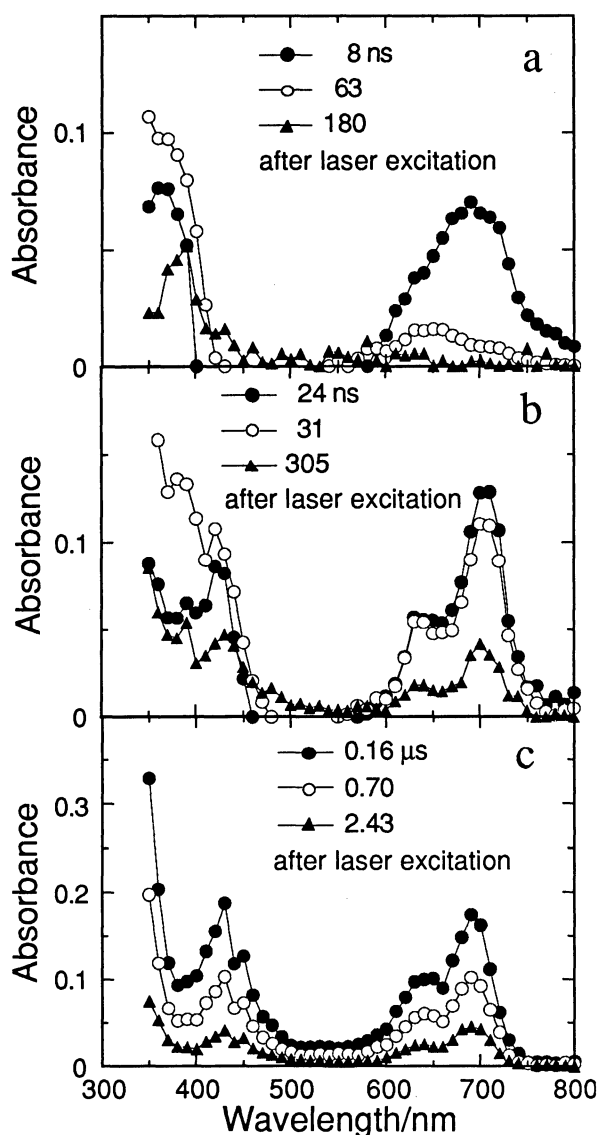 a
8 ns
63
180
after laser excitation
0.1
0
Absorbance
b
24 ns
31
305
after laser excitation
0.1
0
Absorbance
c
0.16 μs
0.70
2.43
after laser excitation
0.3
0.2
0.1
0
Absorbance
300 400 500 600 700 800
Wavelength/nm